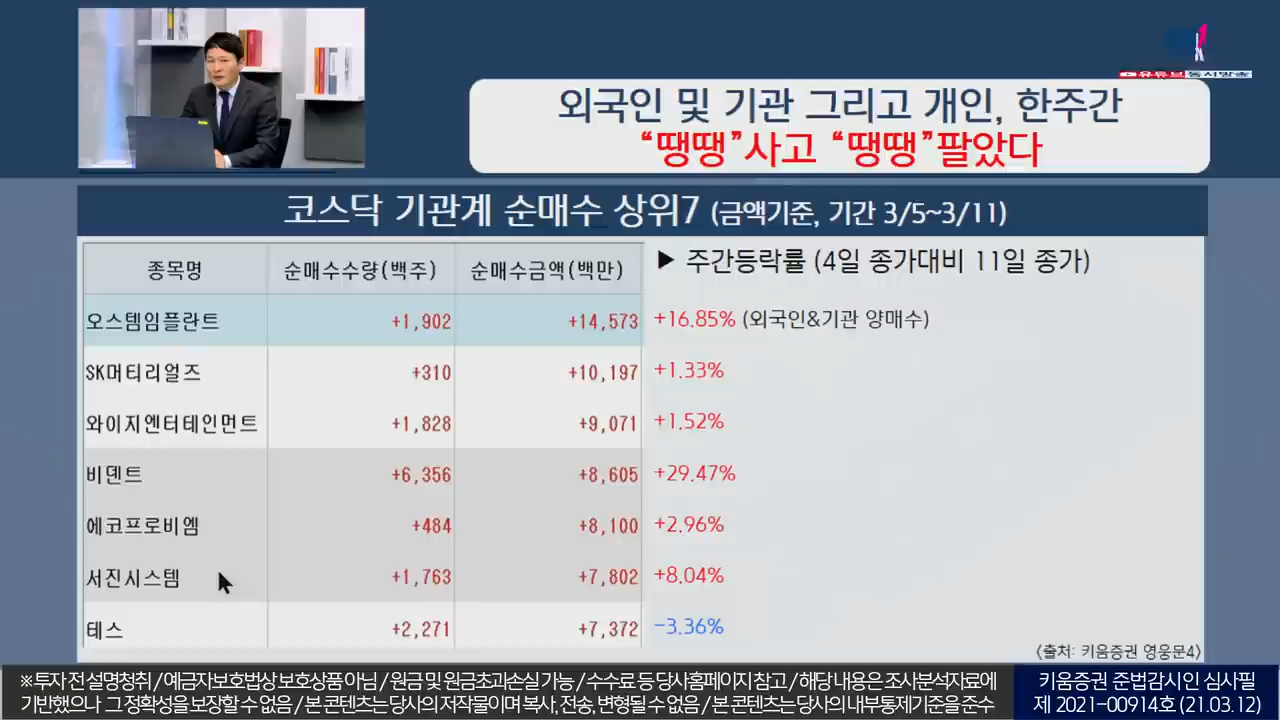 유튜브 동시방송
외국인 및 기관 그리고 개인, 한주간
“땡땡”사고 “땡땡”팔았다
코스닥 기관계 순매수 상위7 (금액기준, 기간 3/5~3/11)
종목명 순매수수량(백주) 순매수금액(백만) ▶ 주간등락률 (4일 종가대비 11일 종가)
오스템임플란트 +1,902 +14,573 +16.85% (외국인&기관 양매수)
SK머티리얼즈 +310 +10,197 +1.33%
와이지엔터테인먼트 +1,828 +9,071 +1.52%
비덴트 +6,356 +8,605 +29.47%
에코프로비엠 +484 +8,100 +2.96%
서진시스템 +1,763 +7,802 +8.04%
테스 +2,271 +7,372 -3.36%
<출처: 키움증권 영웅문4>
※ 투자 전 설명청취 / 예금자보호법상 보호상품 아님 / 원금 및 원금초과손실 가능 / 수수료 등 당사홈페이지 참고 / 해당 내용은 조사분석자료에
기반했으나 그 정확성을 보장할 수 없음 / 본 콘텐츠는 당사의 저작물이며 복사, 전송, 변형될 수 없음 / 본 콘텐츠는 당사의 내부통제기준을 준수
키움증권 준법감시인 심사필
제 2021-00914호 (21.03.12)